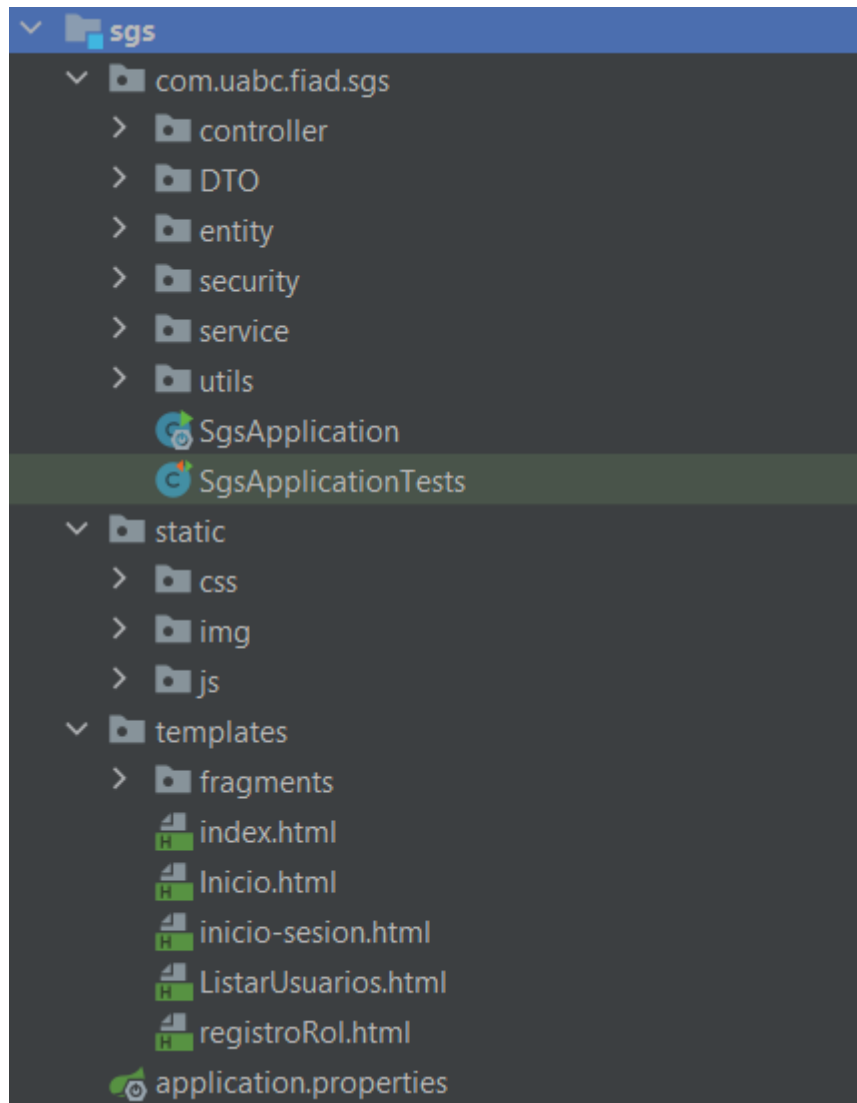 sgs
com.uabc.fiad.sgs
controller
DTO
entity
security
service
utils
SgsApplication
SgsApplicationTests
static
css
img
js
templates
fragments
index.html
Inicio.html
inicio-sesion.html
ListarUsuarios.html
registroRol.html
application.properties